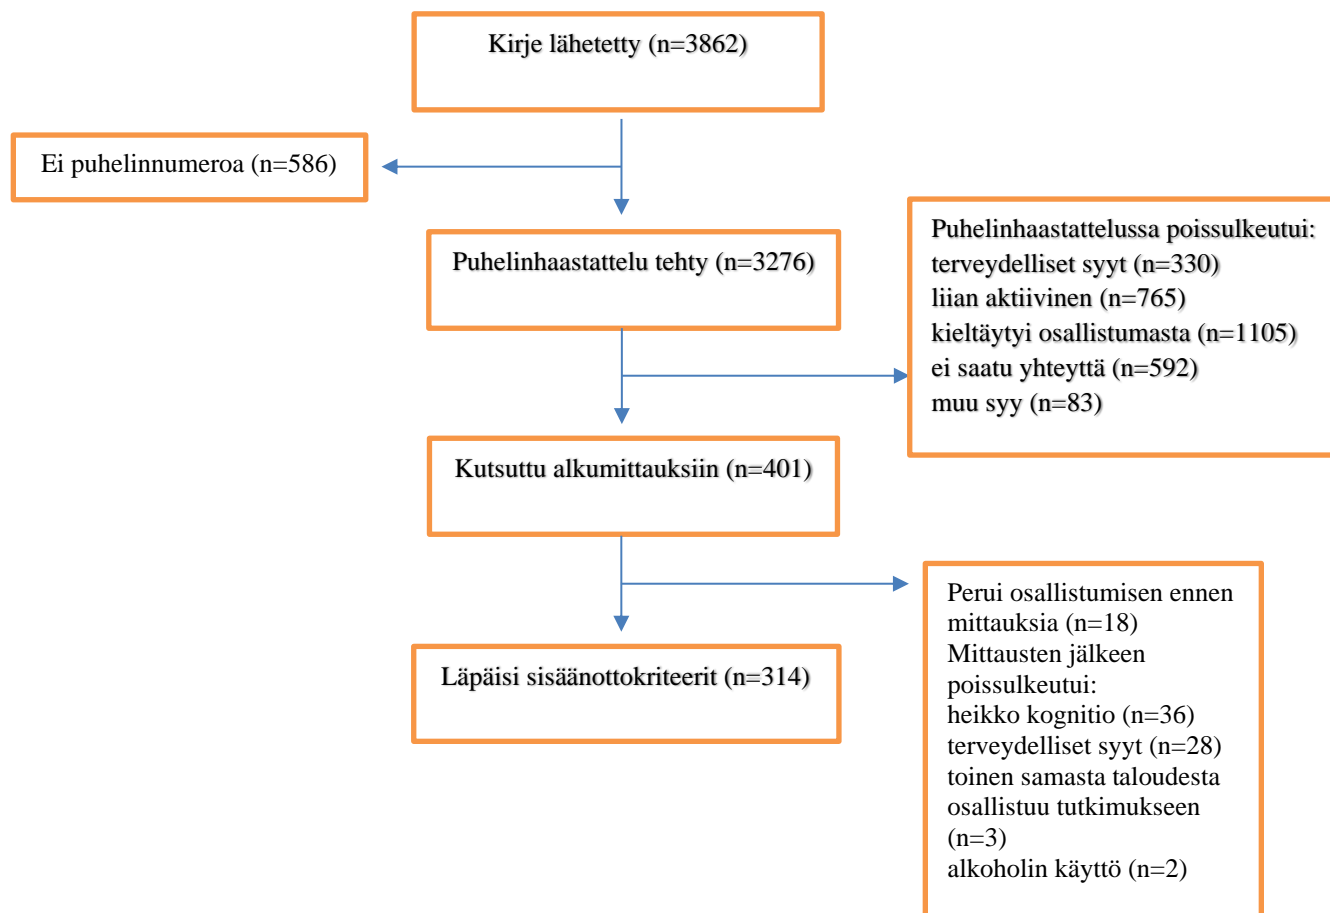 Kirje lähetetty (n=3862)
Ei puhelinnumeroa (n=586)
Puhelinhaastattelu tehty (n=3276)
Puhelinhaastattelussa poissulkeutui:
terveydelliset syyt (n=330)
liian aktiivinen (n=765)
kieltäytyi osallistumasta (n=1105)
ei saatu yhteyttä (n=592)
muu syy (n=83)
Kutsuttu alkumittauksiin (n=401)
Perui osallistumisen ennen
mittauksia (n=18)
Mittausten jälkeen
poissulkeutui:
heikko kognitio (n=36)
terveydelliset syyt (n=28)
toinen samasta taloudesta
osallistuu tutkimukseen
(n=3)
alkoholin käyttö (n=2)
Läpäisi sisäänottokriteerit (n=314)